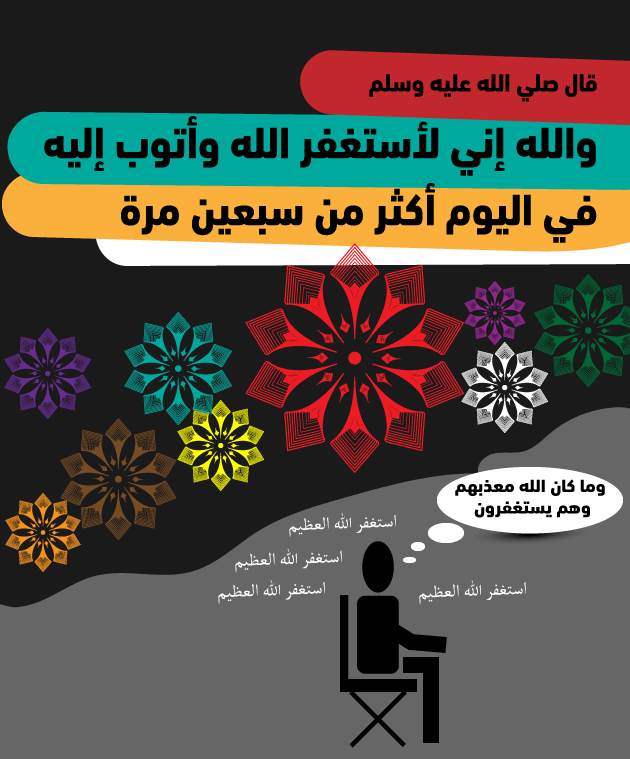 قال صلي الله عليه وسلم
والله إني لأستغفر الله وأتوب إليه
في اليوم أكثر من سبعين مرة
وما كان الله معذبهم
وهم يستغفرون
استغفر الله العظيم
استغفر الله العظيم
استغفر الله العظيم
استغفر الله العظيم